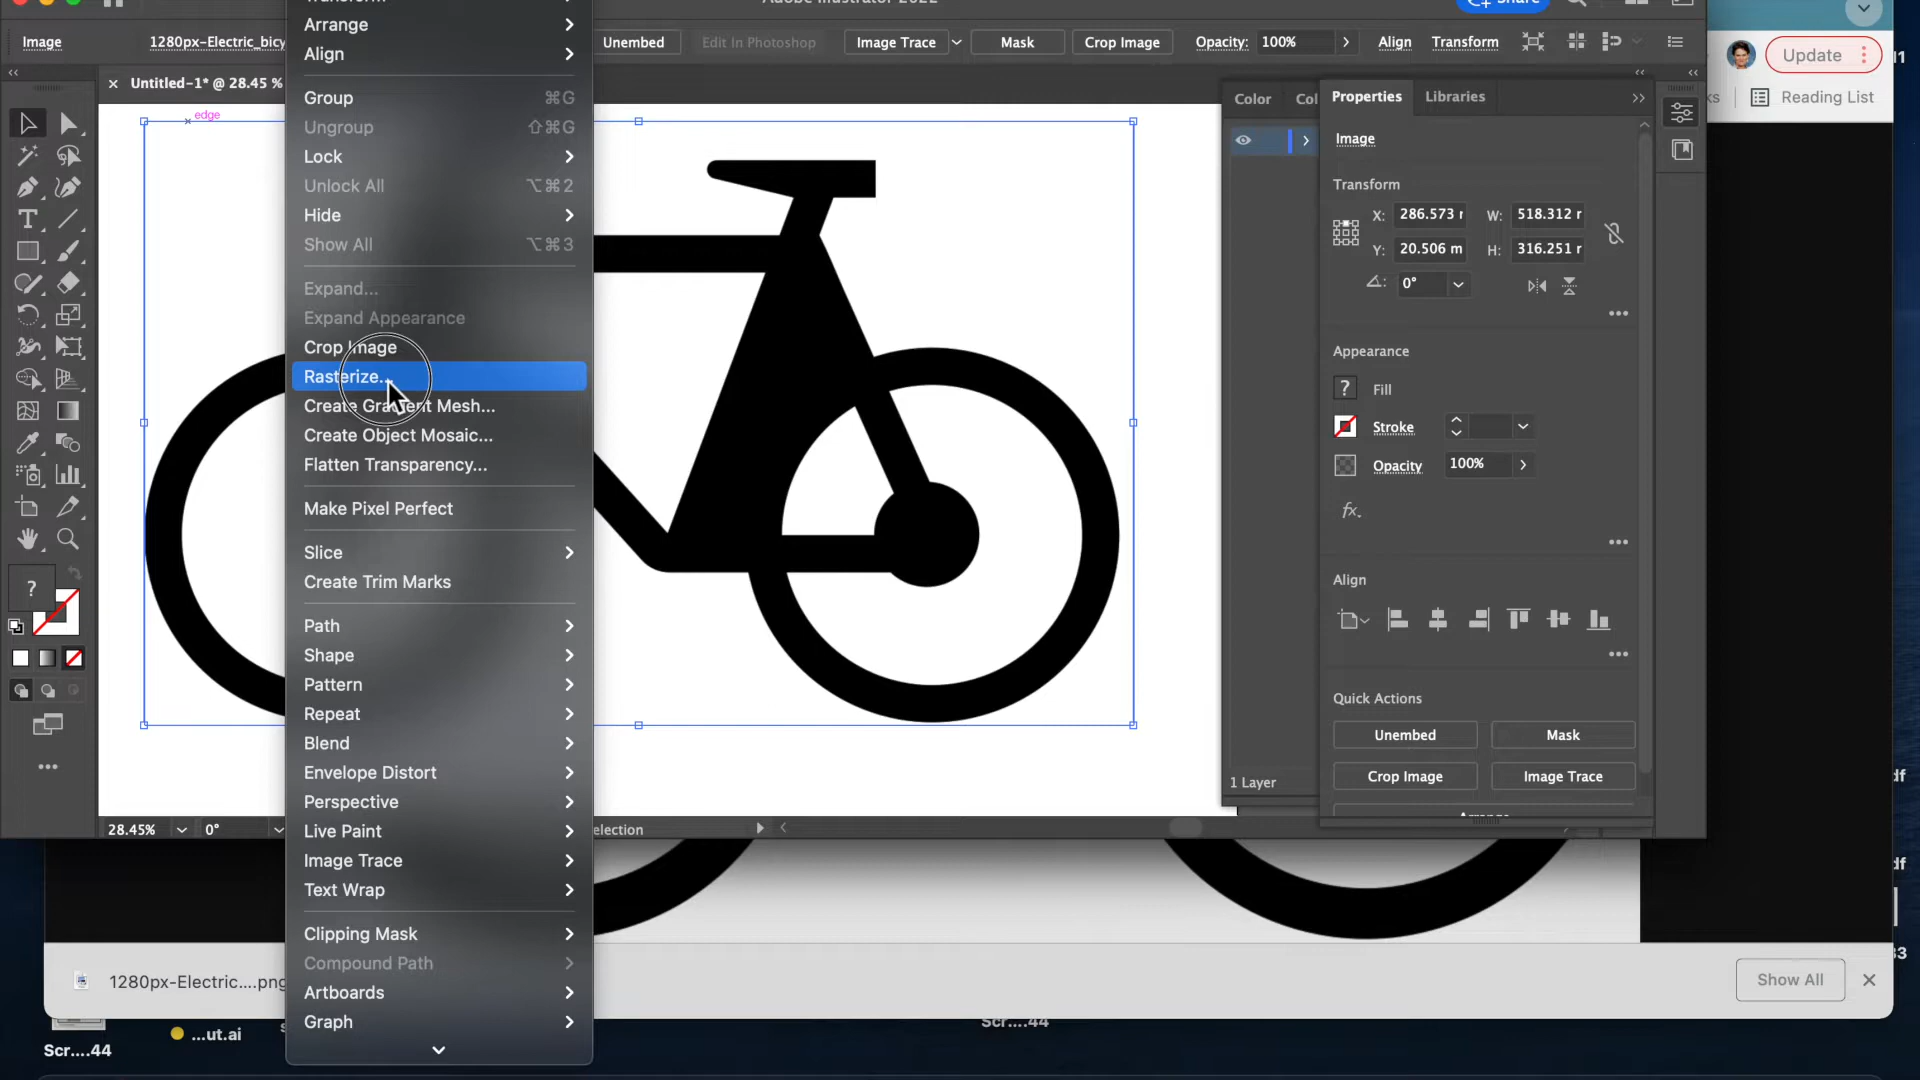 Share
Image
1280px-Electric_bicy
Unembed
Edit In Photoshop
Image Trace
Mask
Crop Image
Opacity: 100%
Align
Transform
Update
Untitled-1* @ 28.45 %
Reading List
edge
Arrange
Align
Group ⌘G
Ungroup ⇧⌘G
Lock
Unlock All ⌥⌘2
Hide
Show All ⌥⌘3
Expand...
Expand Appearance
Crop Image
Rasterize...
Create Gradient Mesh...
Create Object Mosaic...
Flatten Transparency...
Make Pixel Perfect
Slice
Create Trim Marks
Path
Shape
Pattern
Repeat
Blend
Envelope Distort
Perspective
Live Paint
Image Trace
Text Wrap
Clipping Mask
Compound Path
Artboards
Graph
Color
Col
Properties
Libraries
Image
Transform
X: 286.573 W: 518.312
Y: 20.506 m H: 316.251
0°
Appearance
? Fill
Stroke
Opacity 100%
fx.
Align
Quick Actions
Unembed Mask
Crop Image Image Trace
1 Layer
?
28.45% 0°
election
1280px-Electric....png
Show All
Scr....44
...ut.ai
Scr....44
df
df
33